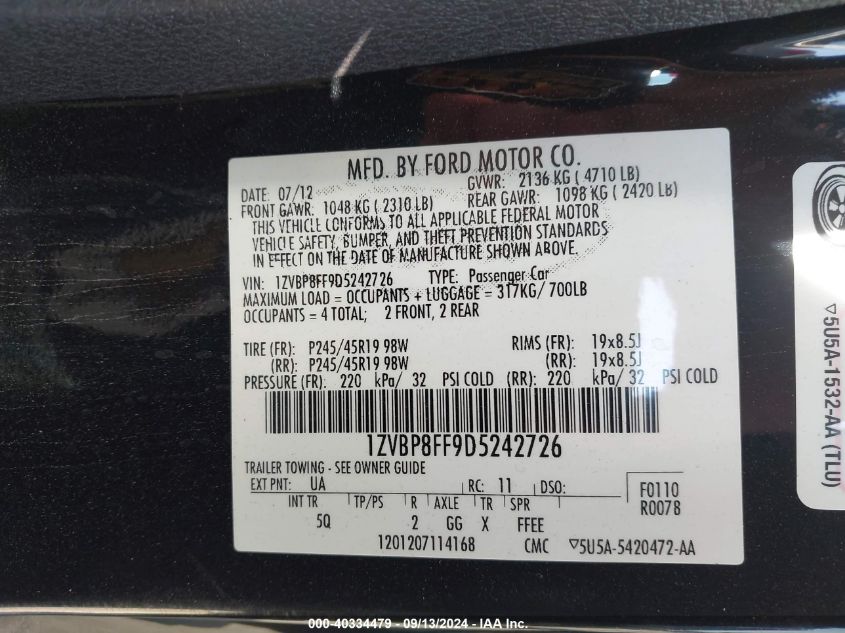 MFD. BY FORD MOTOR CO.
DATE: 07/12 GVWR: 2136 KG ( 4710 LB)
FRONT GAWR: 1048 KG ( 2310 LB) REAR GAWR: 1098 KG ( 2420 LB)
THIS VEHICLE CONFORMS TO ALL APPLICABLE FEDERAL MOTOR
VEHICLE SAFETY, BUMPER, AND THEFT PREVENTION STANDARDS
IN EFFECT ON THE DATE OF MANUFACTURE SHOWN ABOVE.
VIN: 1ZVBP8FF9D5242726 TYPE: Passenger Car
MAXIMUM LOAD = OCCUPANTS + LUGGAGE = 317KG/ 700LB
OCCUPANTS = 4 TOTAL; 2 FRONT, 2 REAR
TIRE (FR): P245/45R19 98W RIMS (FR): 19x8.5J
(RR): P245/45R19 98W (RR): 19x8.5J
PRESSURE (FR): 220 kPa/ 32 PSI COLD (RR): 220 kPa/ 32 PSI COLD
1ZVBP8FF9D5242726
TRAILER TOWING - SEE OWNER GUIDE
EXT PNT: UA RC: 11 DSO: F0110
R0078
INT TR TP/PS R AXLE TR SPR
5Q 2 GG X FFEE
1201207114168 CMC ▽5U5A-5420472-AA
▽5U5A-1532-AA (TLU)
000-40334479 - 09/13/2024 - IAA Inc.